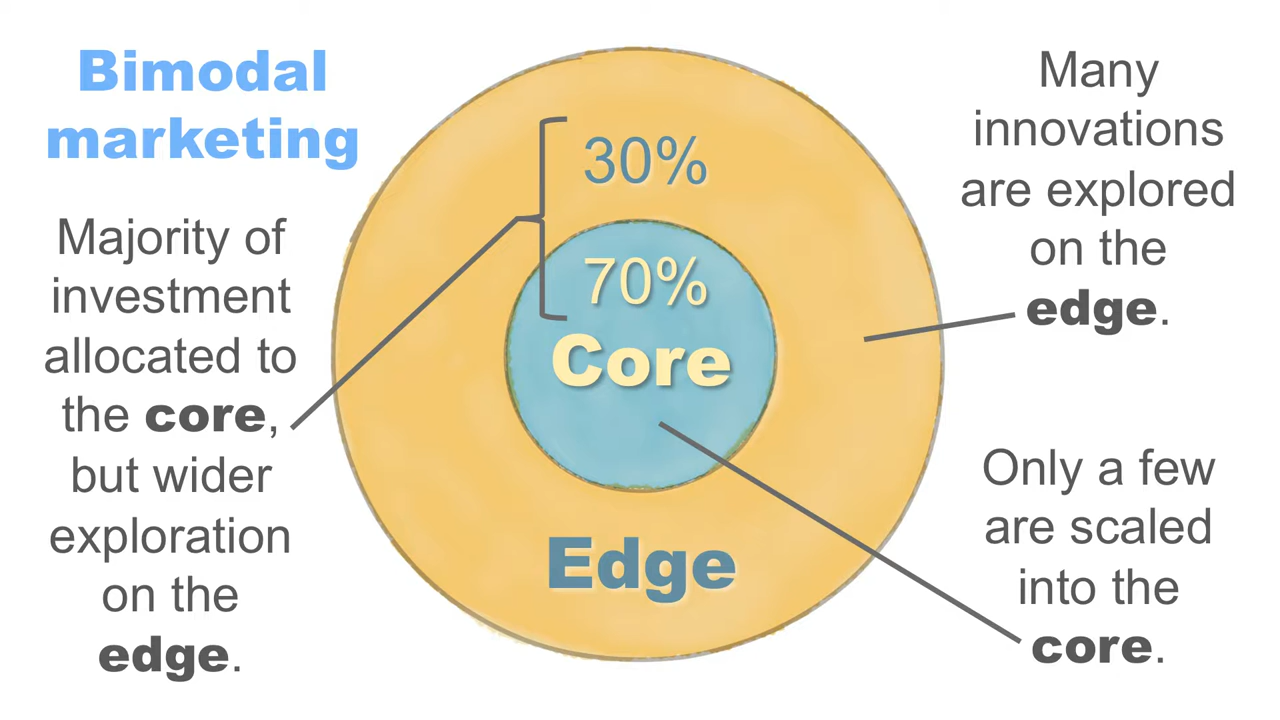 Bimodal
marketing
Majority of
investment
allocated to
the core,
but wider
exploration
on the
edge.
30%
70%
Core
Edge
Many
innovations
are explored
on the
edge.
Only a few
are scaled
into the
core.